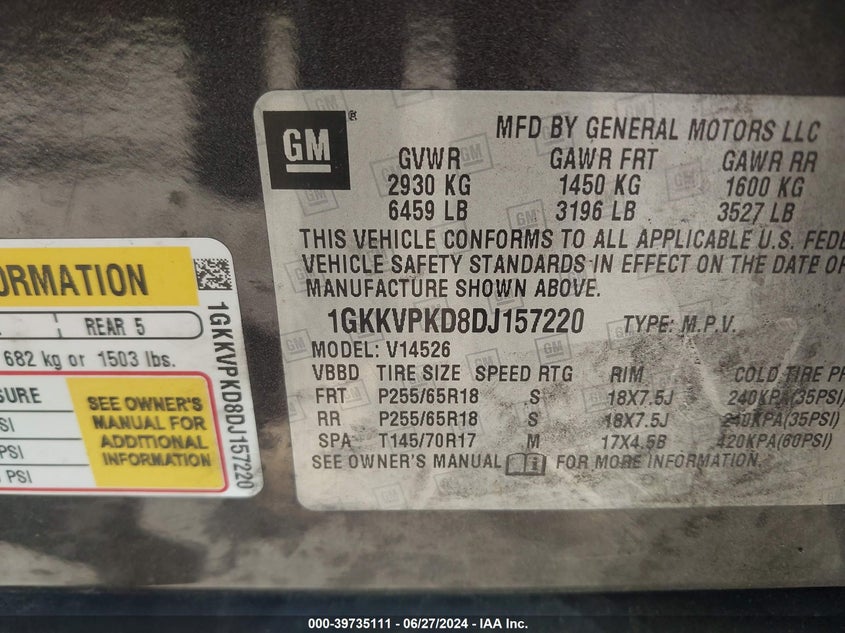 GM
MFD BY GENERAL MOTORS LLC
GVWR GAWR FRT GAWR RR
2930 KG 1450 KG 1600 KG
6459 LB 3196 LB 3527 LB
THIS VEHICLE CONFORMS TO ALL APPLICABLE U.S. FEDE
VEHICLE SAFETY STANDARDS IN EFFECT ON THE DATE OF
MANUFACTURE SHOWN ABOVE.
1GKKVPKD8DJ157220 TYPE: M.P.V.
MODEL: V14526
VBBD TIRE SIZE SPEED RTG RIM COLD TIRE PR
FRT P255/65R18 S 18X7.5J 240KPA(35PSI)
RR P255/65R18 S 18X7.5J 240KPA(35PSI)
SPA T145/70R17 M 17X4.5B 420KPA(60PSI)
SEE OWNER'S MANUAL FOR MORE INFORMATION.
ORMATION
REAR 5
682 kg or 1503 lbs.
SURE
SI
PSI
PSI
SEE OWNER'S
MANUAL FOR
ADDITIONAL
INFORMATION
1GKKVPKD8DJ157220
000-39735111 - 06/27/2024 - IAA Inc.